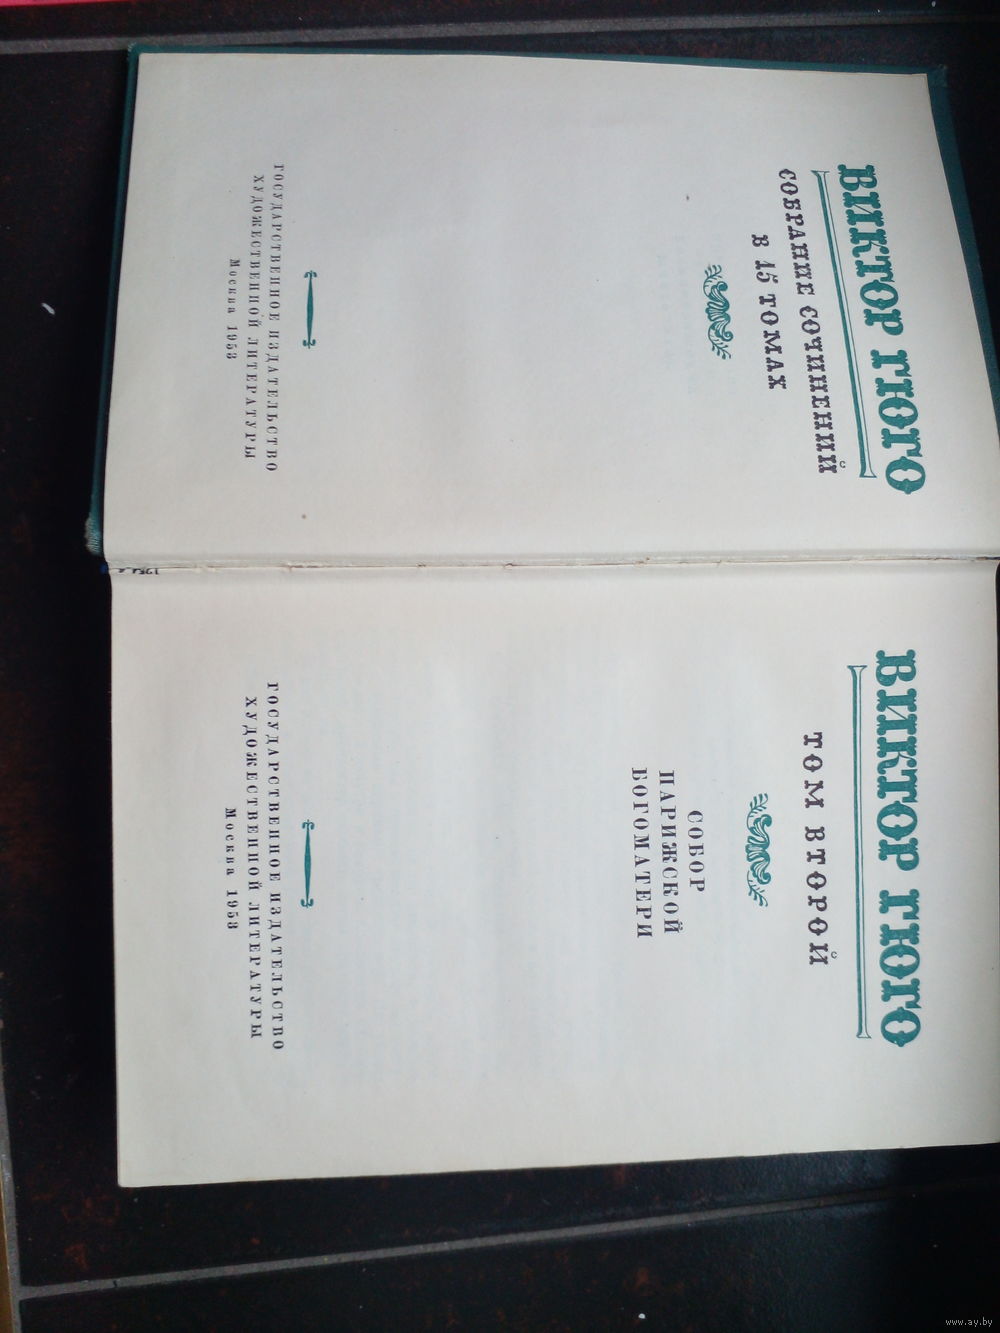 ВИКТОР ГЮГО
СОБРАНИЕ СОЧИНЕНИЙ
В 15 ТОМАХ
ГОСУДАРСТВЕННОЕ ИЗДАТЕЛЬСТВО
ХУДОЖЕСТВЕННОЙ ЛИТЕРАТУРЫ
Москва 1953
ВИКТОР ГЮГО
ТОМ ВТОРОЙ
СОБОР
ПАРИЖСКОЙ
БОГОМАТЕРИ
ГОСУДАРСТВЕННОЕ ИЗДАТЕЛЬСТВО
ХУДОЖЕСТВЕННОЙ ЛИТЕРАТУРЫ
Москва 1953
www.ay.by